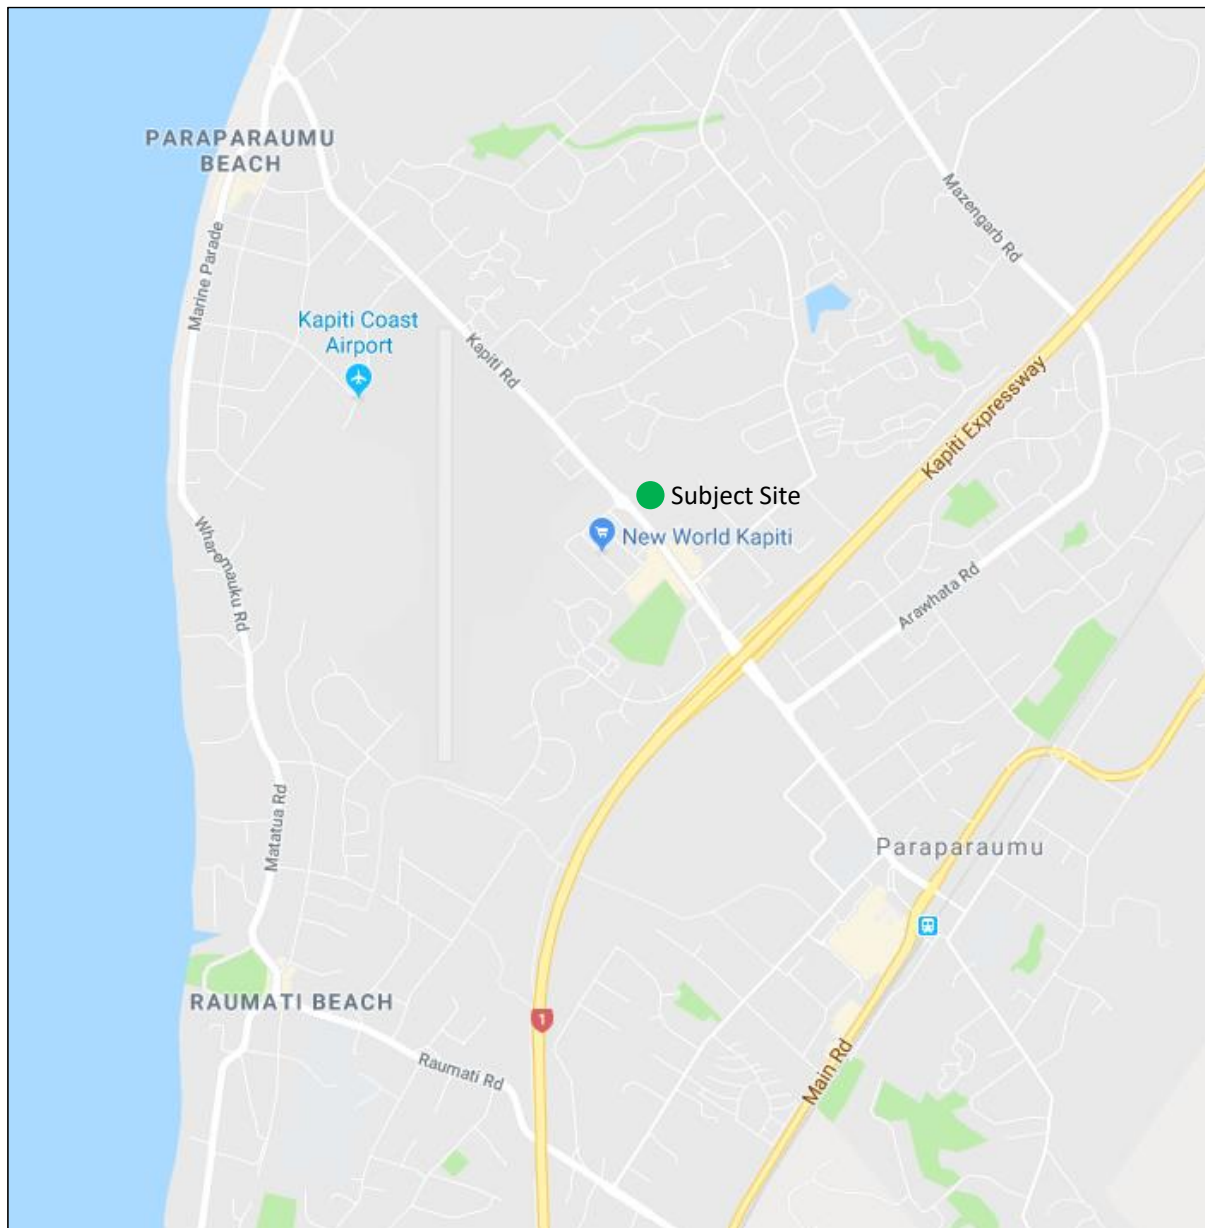 PARAPARAUMU
BEACH
Mazengarb Rd
Marine Parade
Kapiti Coast
Airport
Kapiti Rd
Kapiti Expressway
Subject Site
New World Kapiti
Wharemauku Rd
Arawhata Rd
Matatua Rd
Paraparaumu
RAUMATI BEACH
1
Raumati Rd
Main Rd